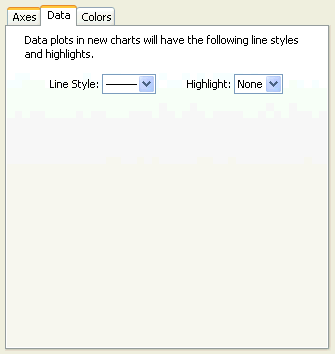 Axes Data Colors
Data plots in new charts will have the following line styles
and highlights.
Line Style: Highlight: None